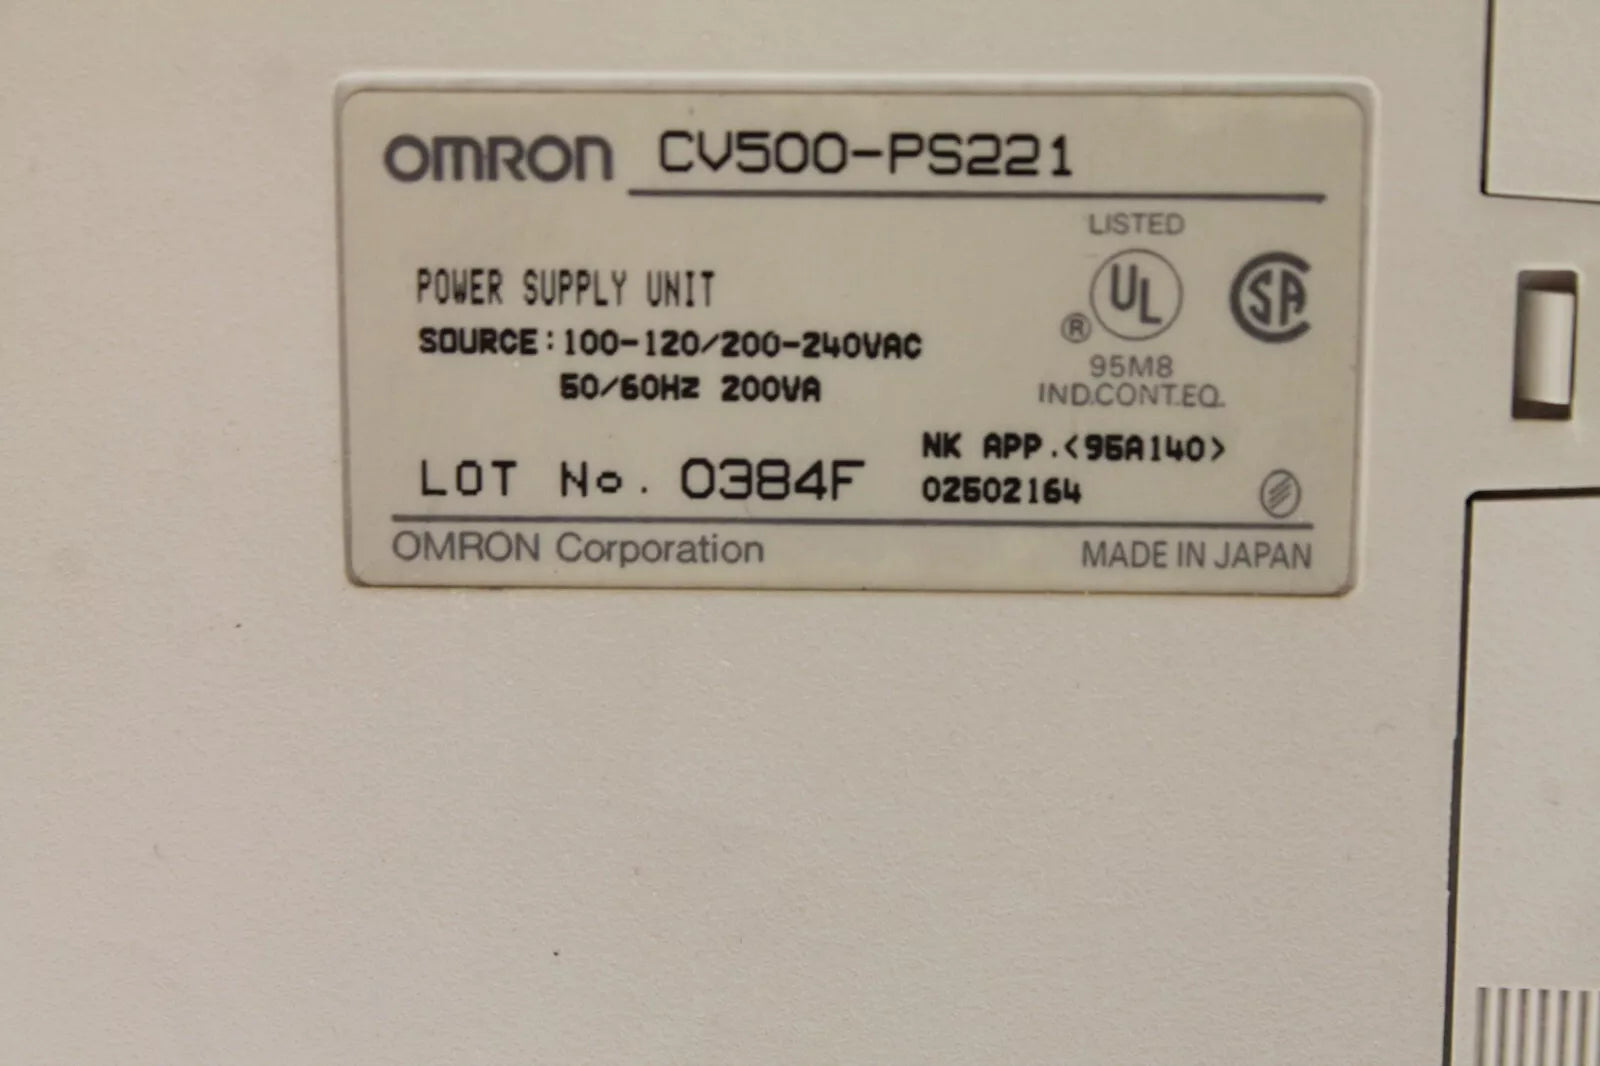 OMRON CV500-PS221
LISTED
UL
®
SA
POWER SUPPLY UNIT
SOURCE:100-120/200-240VAC
50/60Hz 200VA
95M8
IND.CONT.EQ.
LOT No. 0384F
NK APP.<95A140>
02502164
OMRON Corporation
MADE IN JAPAN